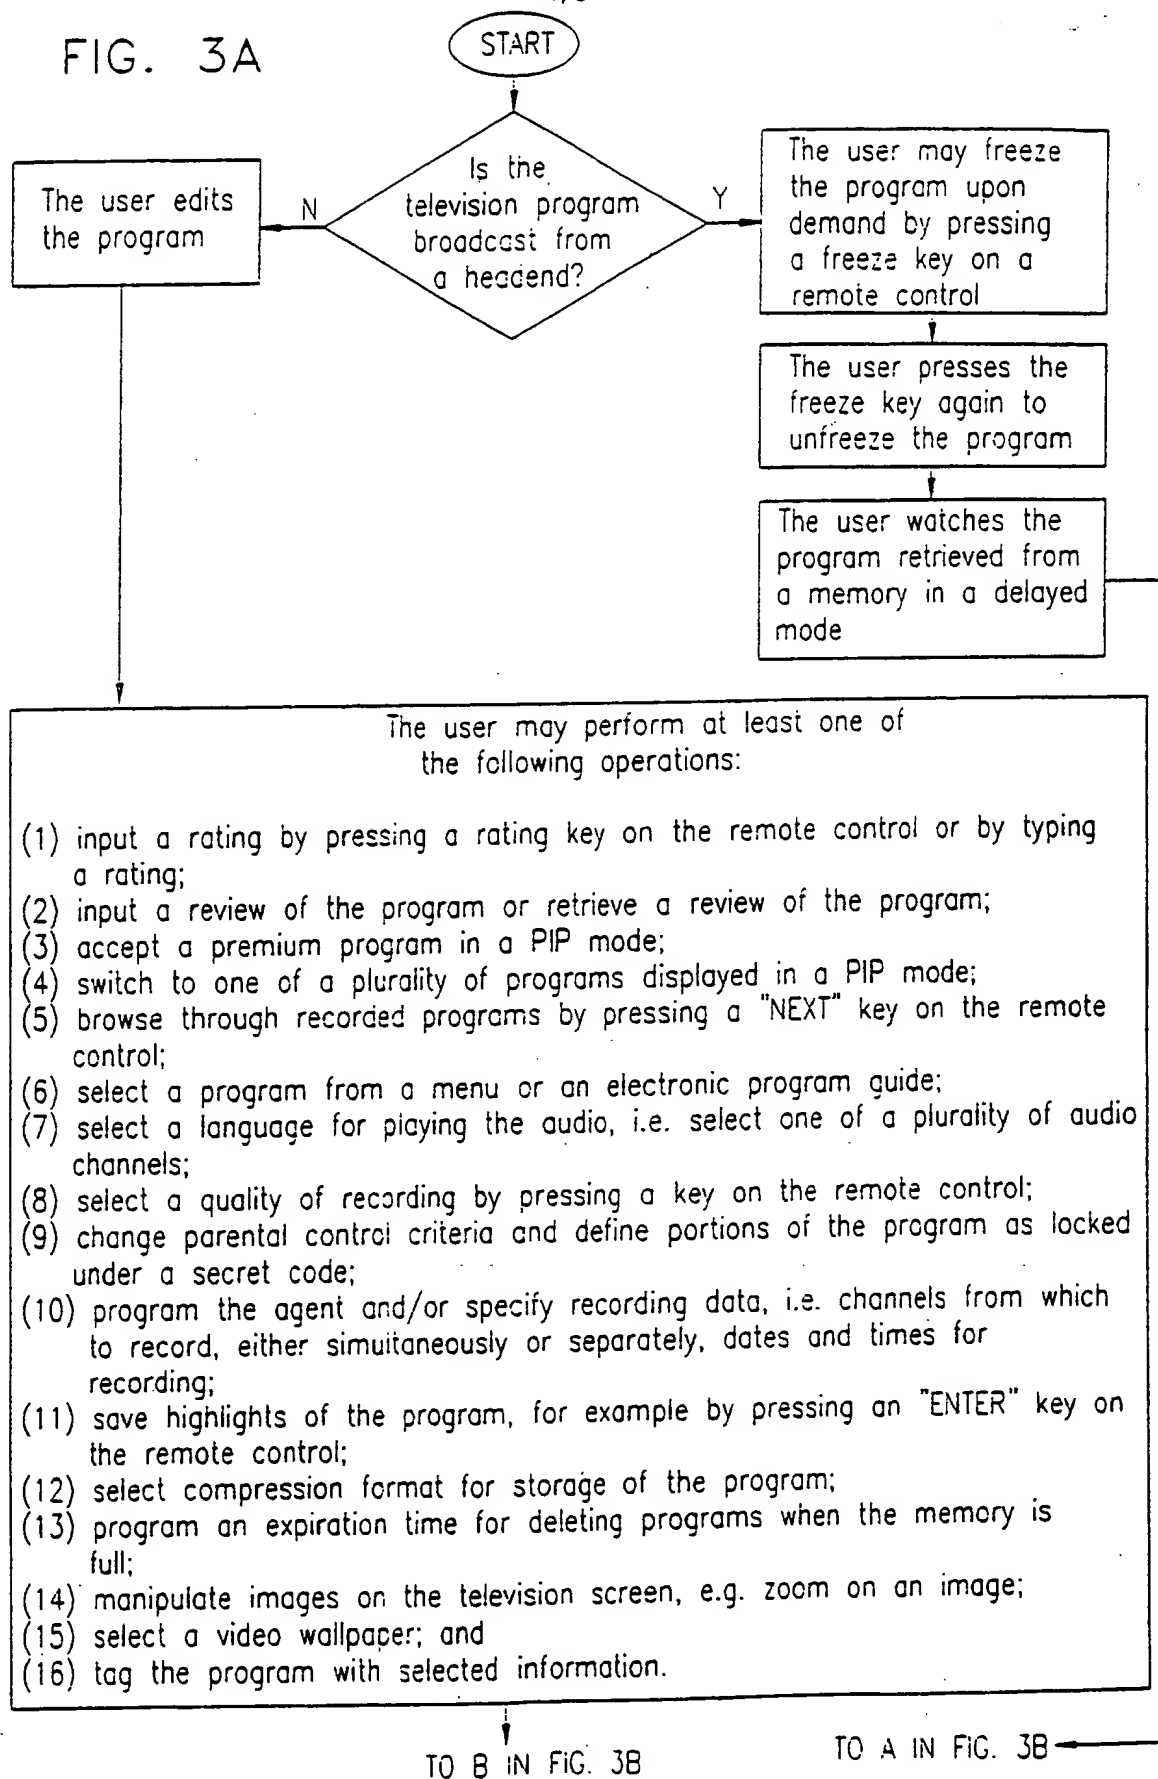 FIG. 3A
START
Is the
television program
broadcast from
a headend?
N
Y
The user edits
the program
The user may freeze
the program upon
demand by pressing
a freeze key on a
remote control
The user presses the
freeze key again to
unfreeze the program
The user watches the
program retrieved from
a memory in a delayed
mode
The user may perform at least one of
the following operations:
(1) input a rating by pressing a rating key on the remote control or by typing
a rating;
(2) input a review of the program or retrieve a review of the program;
(3) accept a premium program in a PIP mode;
(4) switch to one of a plurality of programs displayed in a PIP mode;
(5) browse through recorded programs by pressing a "NEXT" key on the remote
control;
(6) select a program from a menu or an electronic program guide;
(7) select a language for playing the audio, i.e. select one of a plurality of audio
channels;
(8) select a quality of recording by pressing a key on the remote control;
(9) change parental control criteria and define portions of the program as locked
under a secret code;
(10) program the agent and/or specify recording data, i.e. channels from which
to record, either simultaneously or separately, dates and times for
recording;
(11) save highlights of the program, for example by pressing an "ENTER" key on
the remote control;
(12) select compression format for storage of the program;
(13) program an expiration time for deleting programs when the memory is
full;
(14) manipulate images on the television screen, e.g. zoom on an image;
(15) select a video wallpaper; and
(16) tag the program with selected information.
TO B IN FIG. 3B
TO A IN FIG. 3B